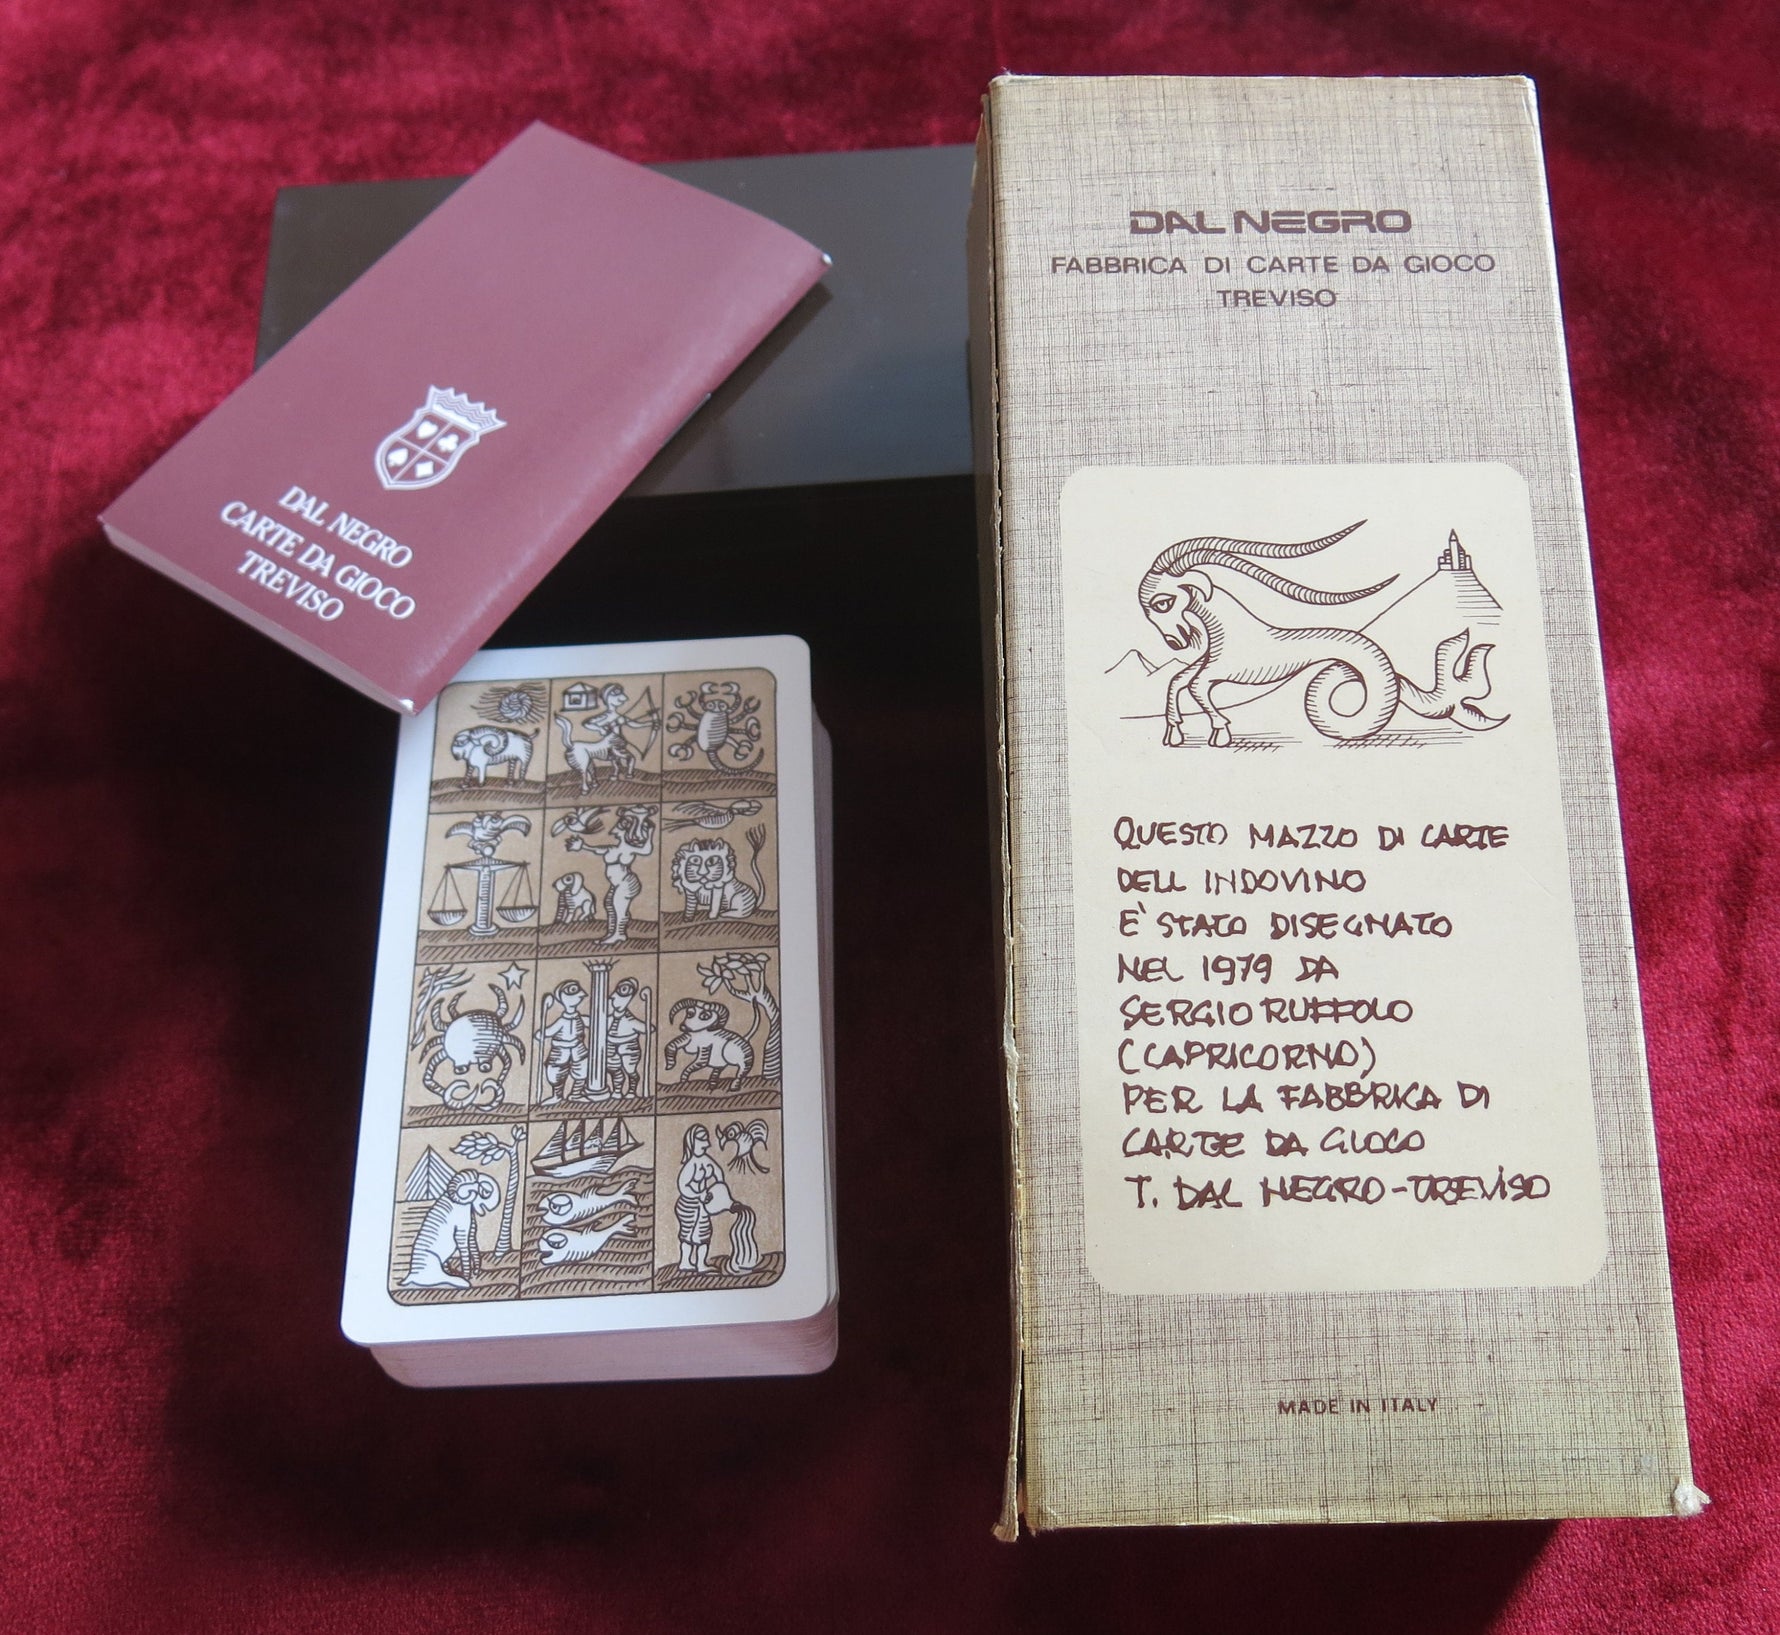 DAL NEGRO
CARTE DA GIOCO
TREVISO
DAL NEGRO
FABBRICA DI CARTE DA GIOCO
TREVISO
QUESTO MAZZO DI CARTE
DELL INDOVINO
E' STATO DISEGNATO
NEL 1979 DA
SERGIO RUFFOLO
(CAPRICORNO)
PER LA FABBRICA DI
CARTE DA GIOCO
T. DAL NEGRO-TREVISO
MADE IN ITALY